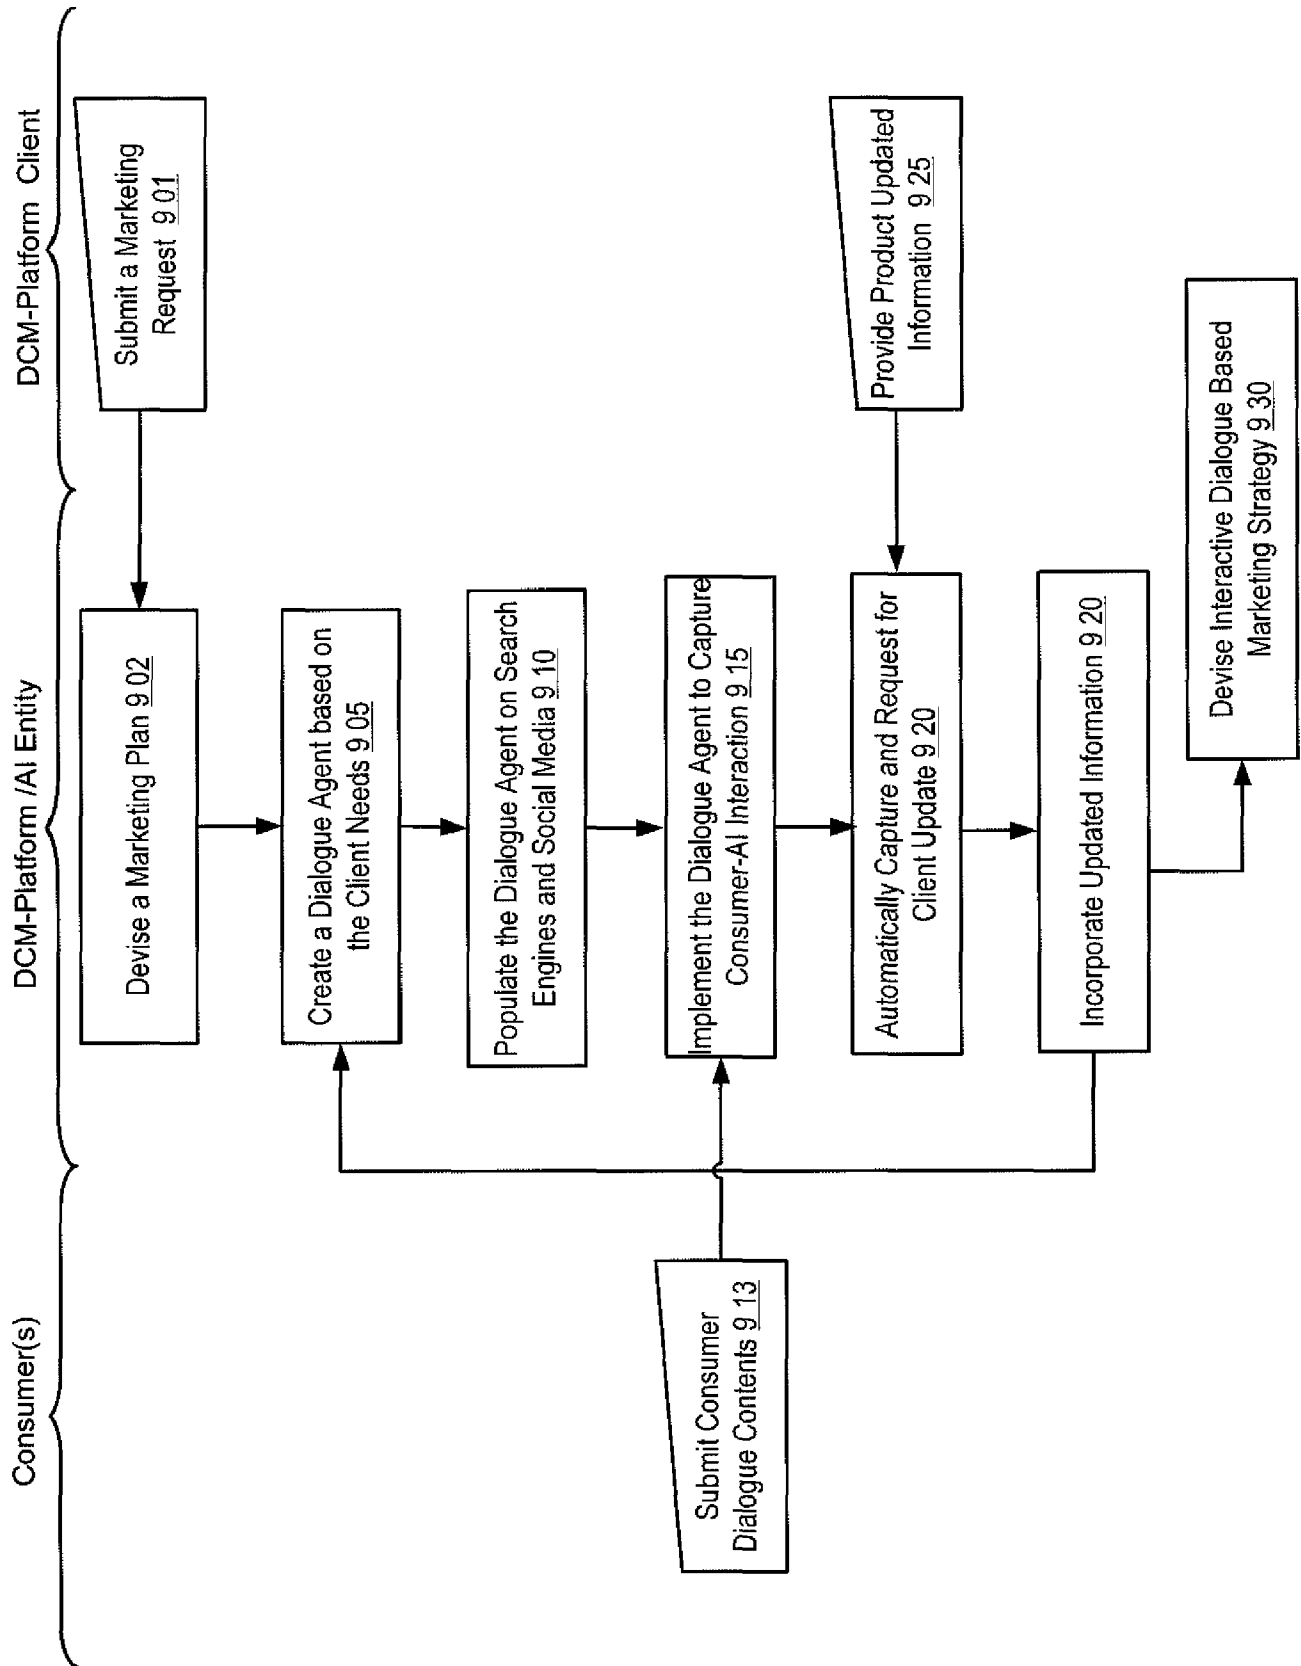 Consumer(s)
DCM-Platform /AI Entity
DCM-Platform Client
Submit a Marketing
Request 9 01
Devise a Marketing Plan 9 02
Create a Dialogue Agent based on
the Client Needs 9 05
Populate the Dialogue Agent on Search
Engines and Social Media 9 10
Submit Consumer
Dialogue Contents 9 13
Implement the Dialogue Agent to Capture
Consumer-AI Interaction 9 15
Automatically Capture and Request for
Client Update 9 20
Provide Product Updated
Information 9 25
Incorporate Updated Information 9 20
Devise Interactive Dialogue Based
Marketing Strategy 9 30